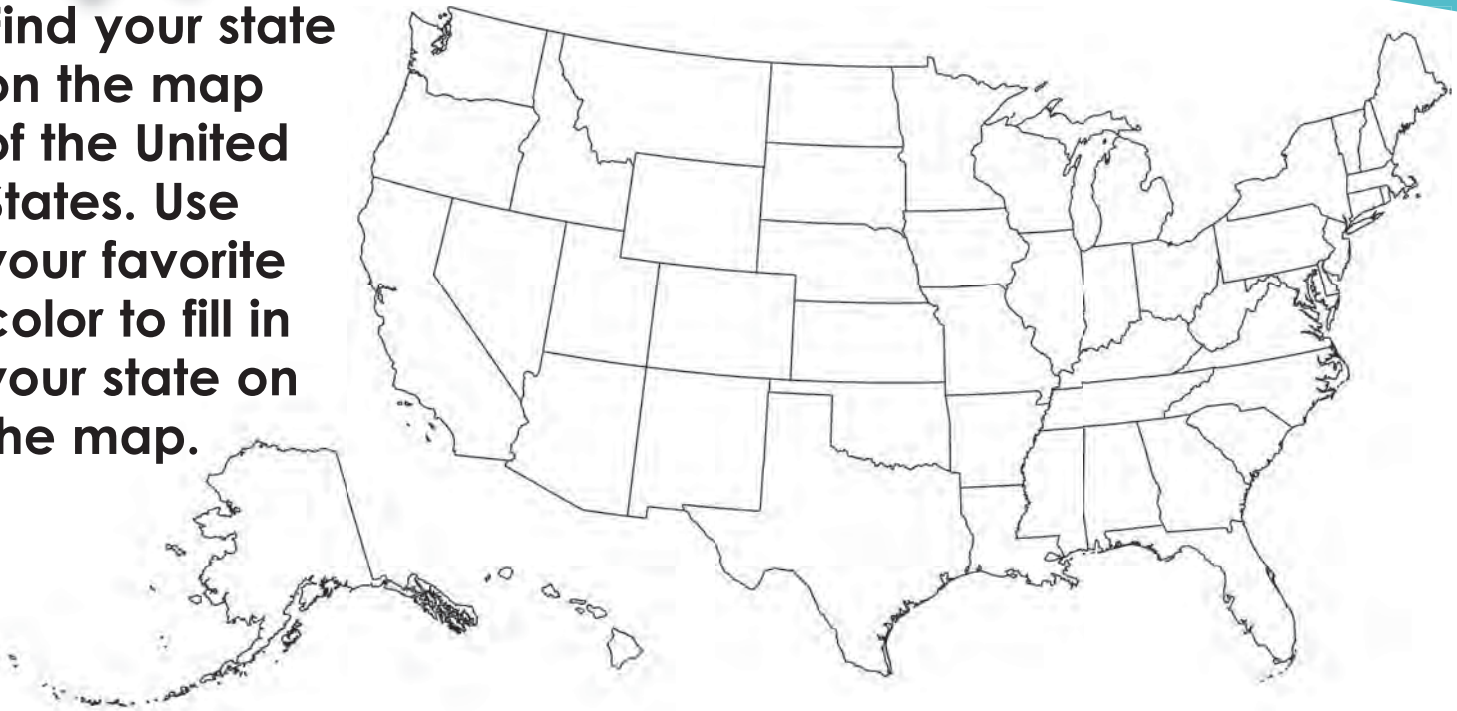 ind your state
on the map
of the United
tates. Use
your favorite
color to fill in
your state on
he map.